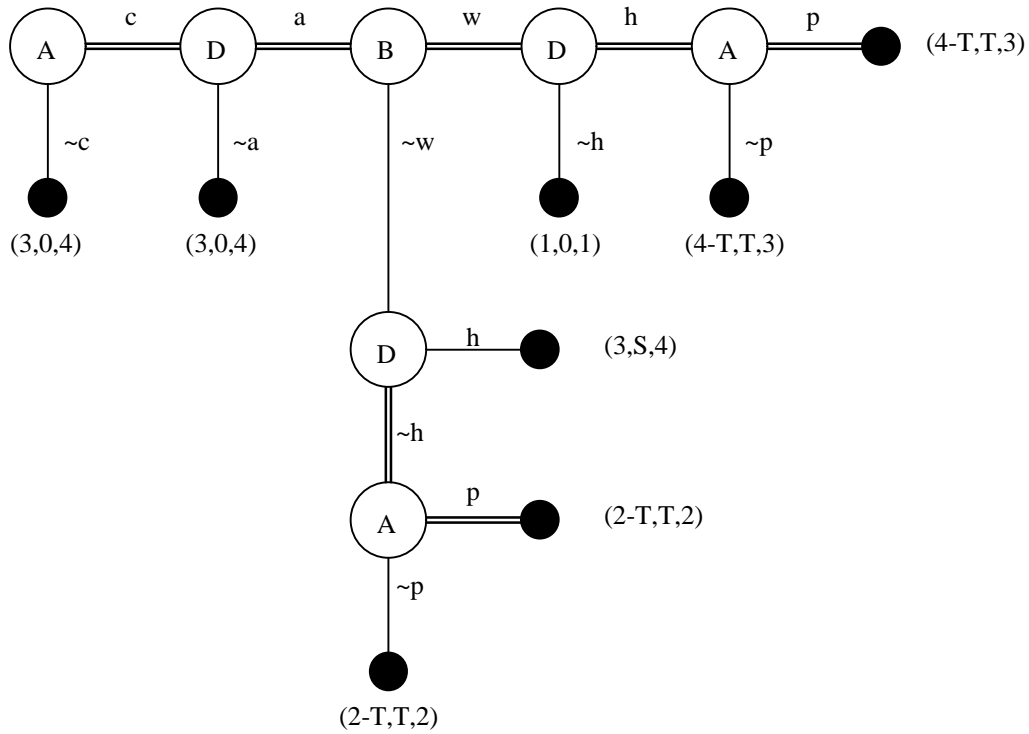 c a w h p
A D B D A (4-T,T,3)
~c ~a ~w ~h ~p
(3,0,4) (3,0,4) (1,0,1) (4-T,T,3)
D h (3,S,4)
~h
A p (2-T,T,2)
~p
(2-T,T,2)